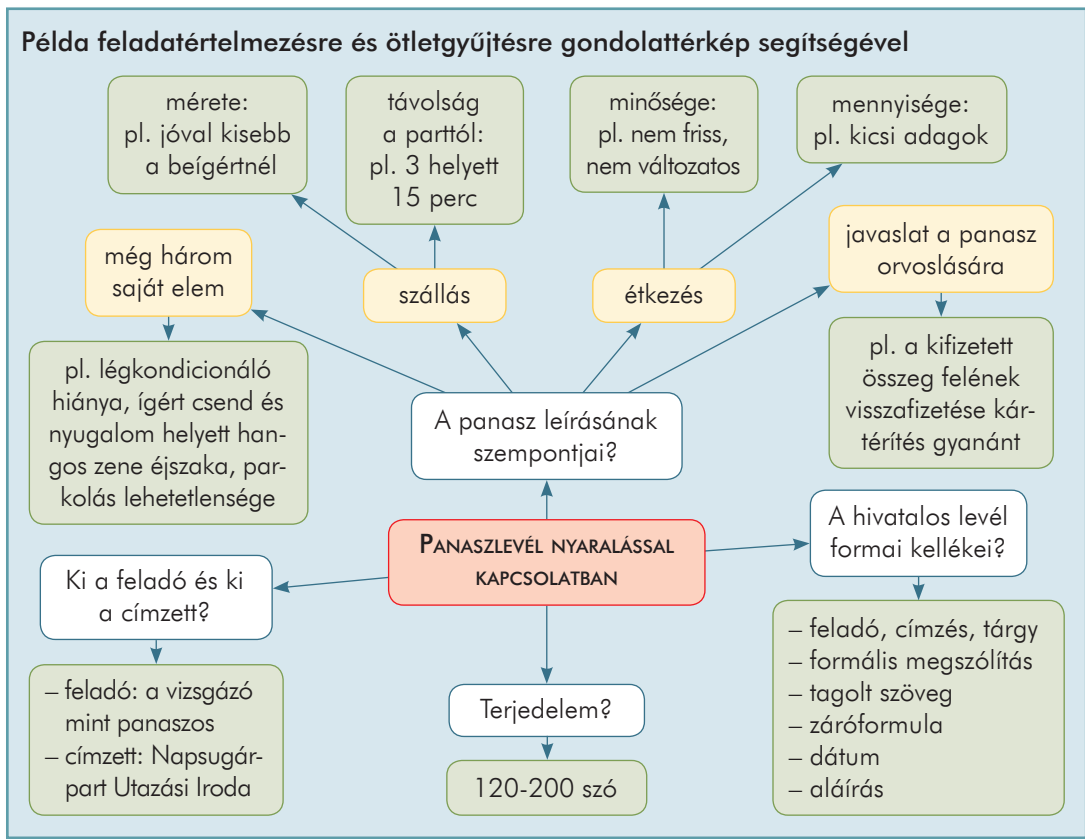 Példa feladatértelmezésre és ötletgyűjtésre gondolattérkép segítségével
mérete:
pl. jóval kisebb
a beígértnél
távolság
a parttól:
pl. 3 helyett
15 perc
minősége:
pl. nem friss,
nem változatos
mennyisége:
pl. kicsi adagok
még három
saját elem
szállás
étkezés
javaslat a panasz
orvoslására
pl. légkondicionáló
hiánya, ígért csend és
nyugalom helyett han-
gos zene éjszaka, par-
kolás lehetetlensége
A panasz leírásának
szempontjai?
pl. a kifizetett
összeg felének
visszafizetése kár-
térítés gyanánt
PANASZLEVÉL NYARALÁSSAL
KAPCSOLATBAN
A hivatalos levél
formai kellékei?
Ki a feladó és ki
a címzett?
– feladó: a vizsgázó
mint panaszos
– címzett: Napsugár-
part Utazási Iroda
Terjedelem?
120-200 szó
– feladó, címzés, tárgy
– formális megszólítás
– tagolt szöveg
– záróformula
– dátum
– aláírás